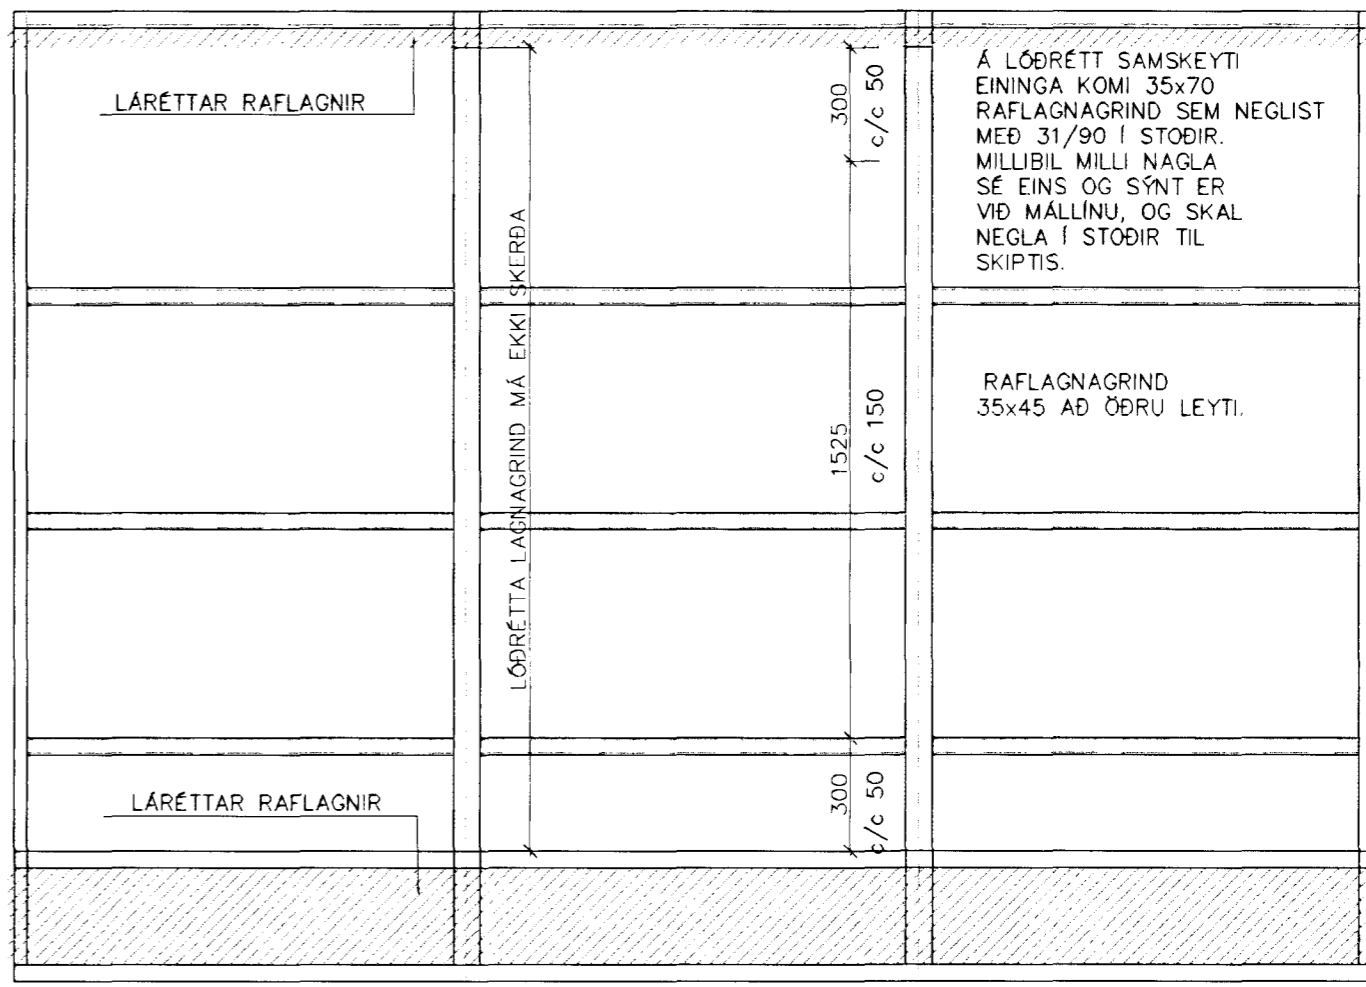 LÁRÉTTAR RAFLAGNIR
300
c/c 50
Á LÓÐRÉTT SAMSKEYTI
EININGA KOMI 35x70
RAFLAGNAGRIND SEM NEGLIST
MEÐ 31/90 Í STOÐIR.
MILLIBIL MILLI NAGLA
SÉ EINS OG SÝNT ER
VIÐ MÁLLÍNU, OG SKAL
NEGLA Í STOÐIR TIL
SKIPTIS.
LÓÐRÉTTA LAGNAGRIND MÁ EKKI SKERÐA
1525
c/c 150
RAFLAGNAGRIND
35x45 AÐ ÖÐRU LEYTI.
LÁRÉTTAR RAFLAGNIR
300
c/c 50